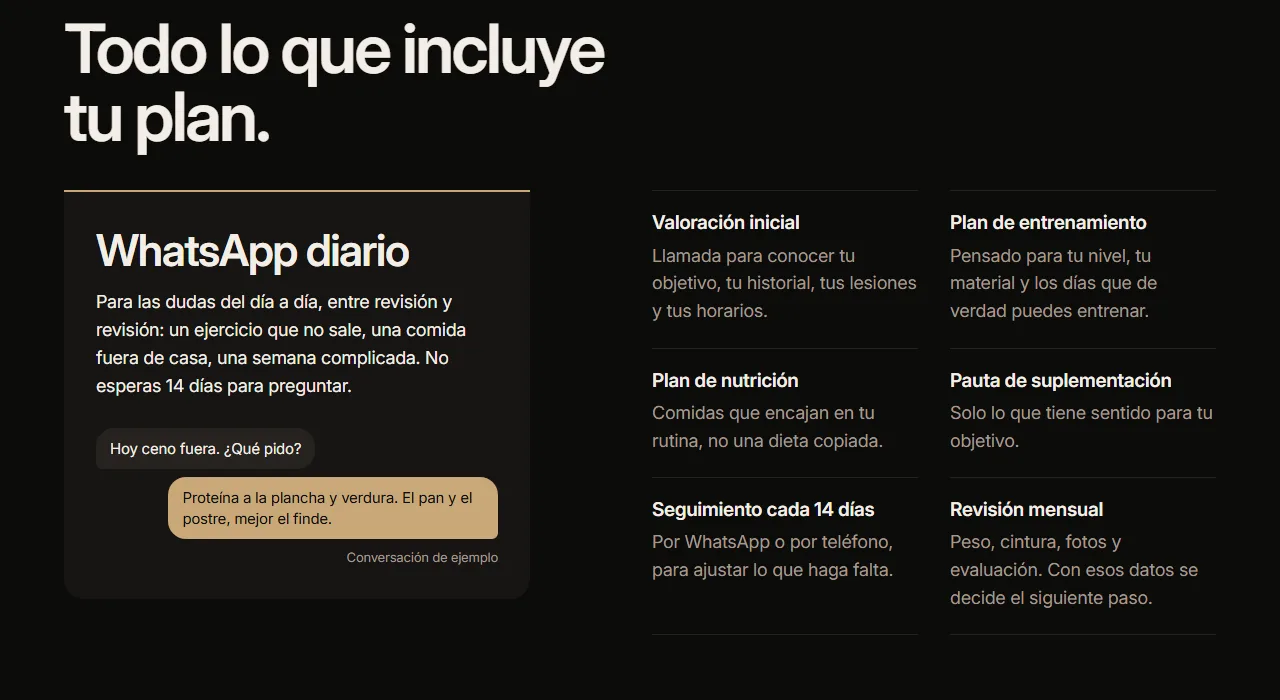 Todo lo que incluye
tu plan.
WhatsApp diario
Para las dudas del día a día, entre revisión y
revisión: un ejercicio que no sale, una comida
fuera de casa, una semana complicada. No
esperas 14 días para preguntar.
Hoy ceno fuera. ¿Qué pido?
Proteína a la plancha y verdura. El pan y el
postre, mejor el finde.
Conversación de ejemplo
Valoración inicial
Llamada para conocer tu
objetivo, tu historial, tus lesiones
y tus horarios.
Plan de entrenamiento
Pensado para tu nivel, tu
material y los días que de
verdad puedes entrenar.
Plan de nutrición
Comidas que encajan en tu
rutina, no una dieta copiada.
Pauta de suplementación
Solo lo que tiene sentido para tu
objetivo.
Seguimiento cada 14 días
Por WhatsApp o por teléfono,
para ajustar lo que haga falta.
Revisión mensual
Peso, cintura, fotos y
evaluación. Con esos datos se
decide el siguiente paso.